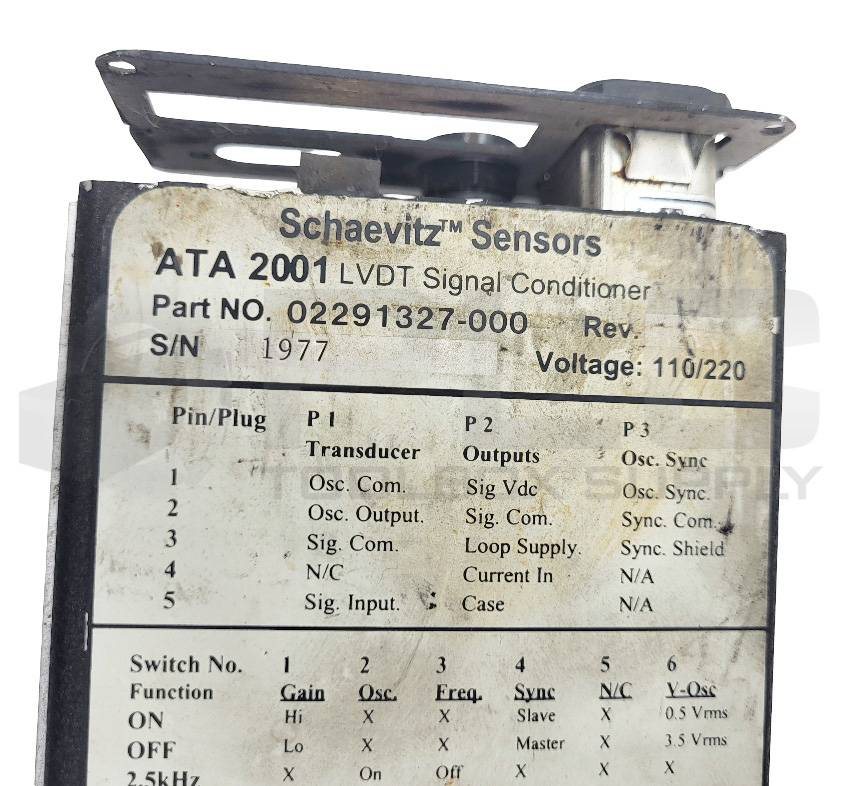 Schaevitz™ Sensors
ATA 2001 LVDT Signal Conditioner
Part NO. 02291327-000 Rev.
S/N 1977 Voltage: 110/220
Pin/Plug P 1 P 2 P 3
Transducer Outputs Osc. Sync
1 Osc. Com. Sig Vdc Osc. Sync.
2 Osc. Output. Sig. Com. Sync. Com.
3 Sig. Com. Loop Supply. Sync. Shield
4 N/C Current In N/A
5 Sig. Input. Case N/A
Switch No. 1 2 3 4 5 6
Function Gain Osc. Freq. Sync N/C V-Osc
ON Hi X X Slave X 0.5 Vrms
OFF Lo X X Master X 3.5 Vrms
2.5kHz X On Off X X X
TOOLBOX SUPPLY